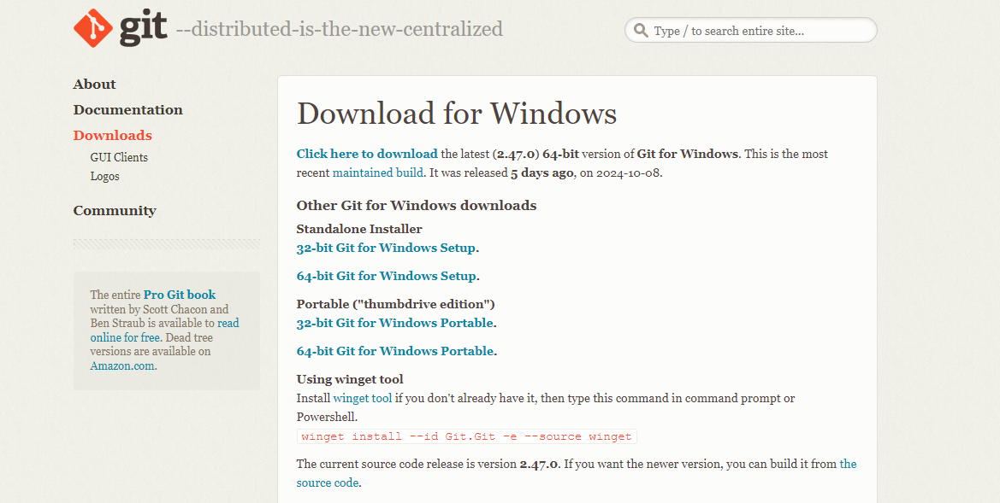 git --distributed-is-the-new-centralized
Type / to search entire site...
About
Documentation
Downloads
GUI Clients
Logos
Community
The entire Pro Git book
written by Scott Chacon and
Ben Straub is available to read
online for free. Dead tree
versions are available on
Amazon.com.
Download for Windows
Click here to download the latest (2.47.0) 64-bit version of Git for Windows. This is the most
recent maintained build. It was released 5 days ago, on 2024-10-08.
Other Git for Windows downloads
Standalone Installer
32-bit Git for Windows Setup.
64-bit Git for Windows Setup.
Portable ("thumbdrive edition")
32-bit Git for Windows Portable.
64-bit Git for Windows Portable.
Using winget tool
Install winget tool if you don't already have it, then type this command in command prompt or
Powershell.
winget install --id Git.Git -e --source winget
The current source code release is version 2.47.0. If you want the newer version, you can build it from the
source code.